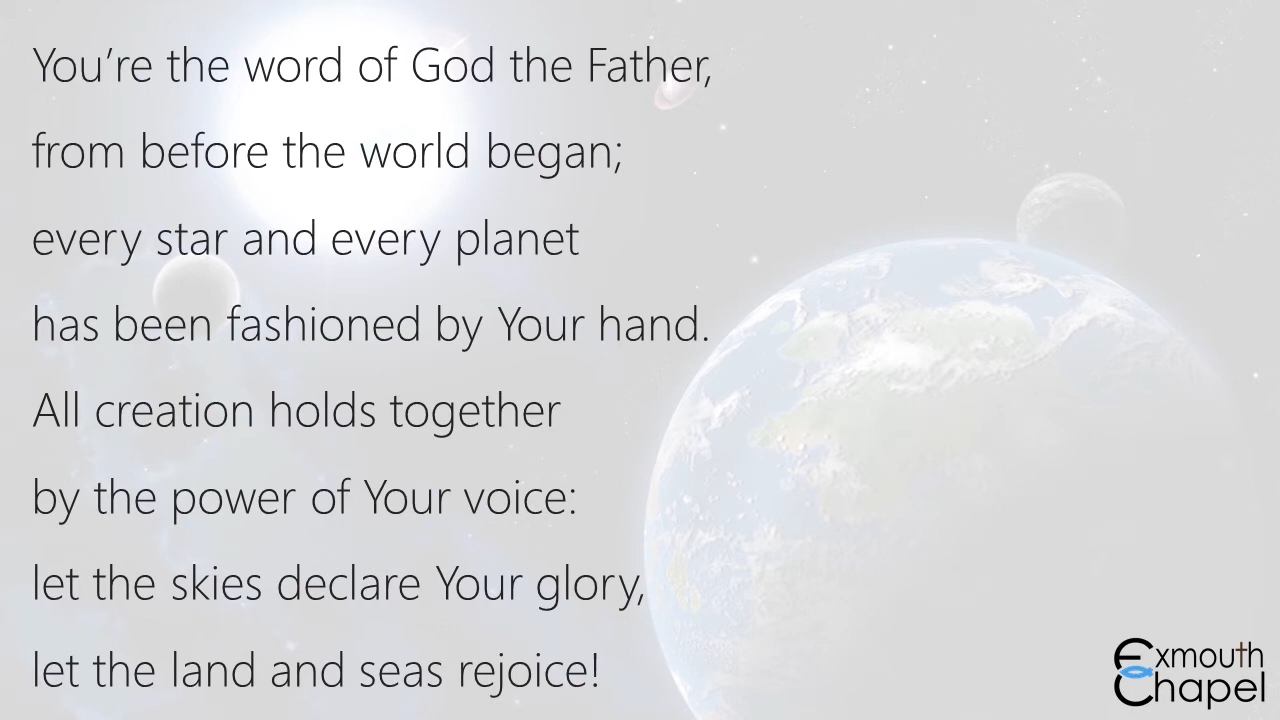 You’re the word of God the Father,
from before the world began;
every star and every planet
has been fashioned by Your hand.
All creation holds together
by the power of Your voice:
let the skies declare Your glory,
let the land and seas rejoice!
Exmouth
Chapel